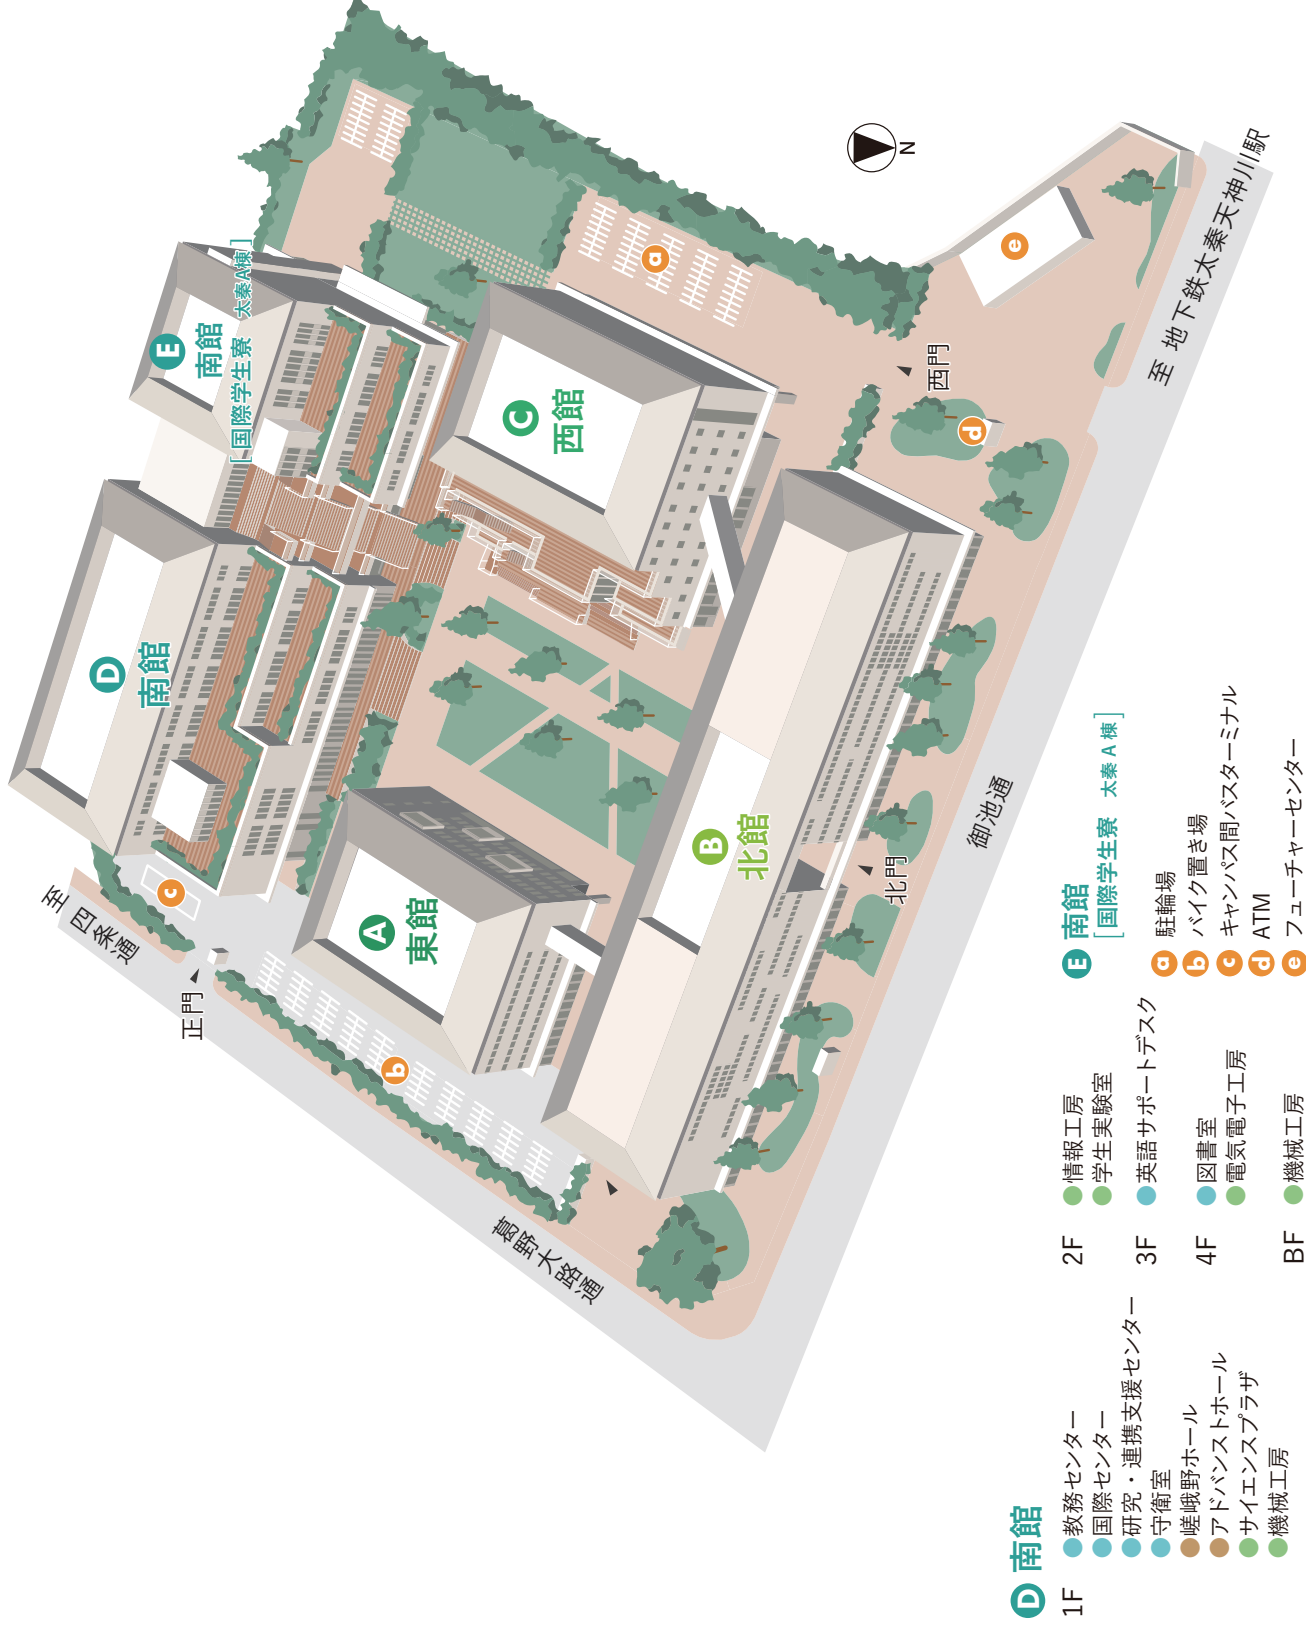 N
至 地下鉄太秦天神川駅
E
南館
[国際学生寮 太秦A棟]
a
e
C
西館
西門
d
D
南館
至 四条通
c
正門
A
東館
B
北館
北門
御池通
b
葛野大路通
D 南館
1F
教務センター
国際センター
研究・連携支援センター
守衛室
嵯峨野ホール
アドバンストホール
サイエンスプラザ
機械工房
2F
情報工房
学生実験室
3F
英語サポートデスク
4F
図書室
電気電子工房
BF
機械工房
E 南館
[国際学生寮 太秦A棟]
a 駐輪場
b バイク置き場
c キャンパス間バスターミナル
d ATM
e フューチャーセンター